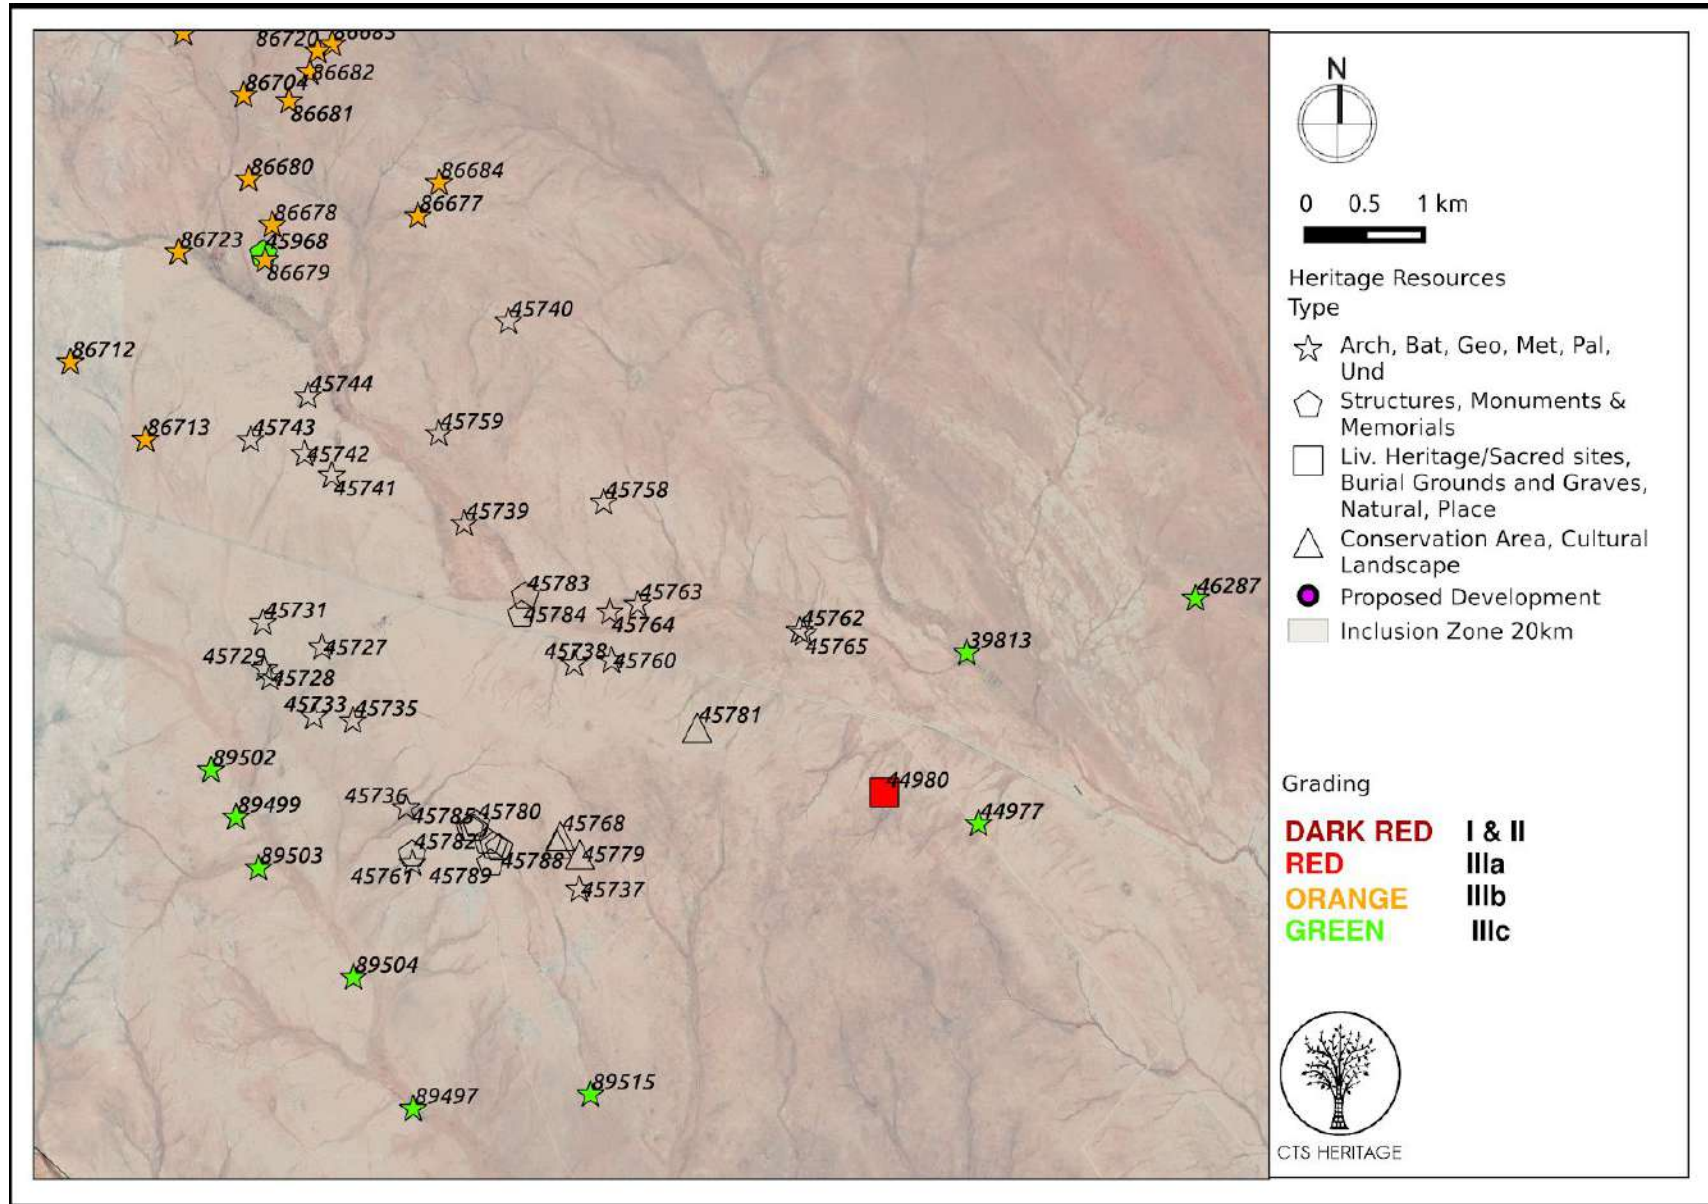 86720
86683
86682
86704
86681
86680
86684
86678
86677
86723
45968
86679
45740
86712
45744
86713
45743
45759
45742
45741
45758
45739
45783
45763
46287
45784
45764
45731
45762
45765
39813
45729
45727
45738
45760
45728
45733
45735
45781
89502
44980
45736
45785
45780
89499
45768
44977
45782
45788
45779
89503
45761
45789
45737
89504
89515
89497
N
0 0.5 1 km
Heritage Resources
Type
Arch, Bat, Geo, Met, Pal,
Und
Structures, Monuments &
Memorials
Liv. Heritage/Sacred sites,
Burial Grounds and Graves,
Natural, Place
Conservation Area, Cultural
Landscape
Proposed Development
Inclusion Zone 20km
Grading
DARK RED I & II
RED IIIa
ORANGE IIIb
GREEN IIIc
CTS HERITAGE